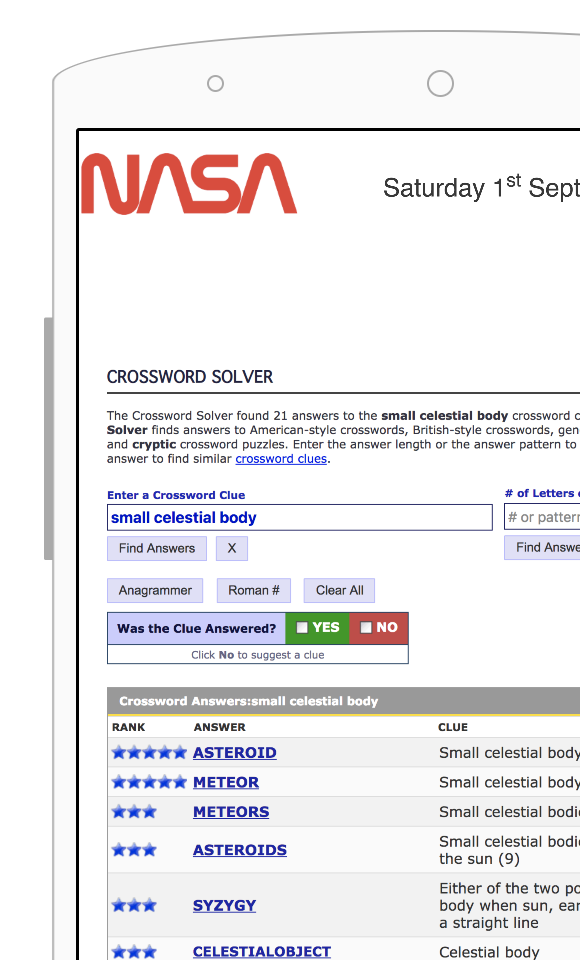 NASA
Saturday 1st Sept
CROSSWORD SOLVER
The Crossword Solver found 21 answers to the small celestial body crossword
Solver finds answers to American-style crosswords, British-style crosswords,
and cryptic crossword puzzles. Enter the answer length or the answer pattern to
answer to find similar crossword clues.
Enter a Crossword Clue
# of Letters
small celestial body
# or pattern
Find Answers
X
Find Answe
Anagrammer
Roman #
Clear All
Was the Clue Answered?
YES
NO
Click No to suggest a clue
Crossword Answers:small celestial body
RANK
ANSWER
CLUE
ASTEROID
Small celestial body
METEOR
Small celestial body
METEORS
Small celestial bodie
ASTEROIDS
Small celestial bodie
the sun (9)
SYZYGY
Either of the two po
body when sun, ear
a straight line
CELESTIALOBJECT
Celestial body